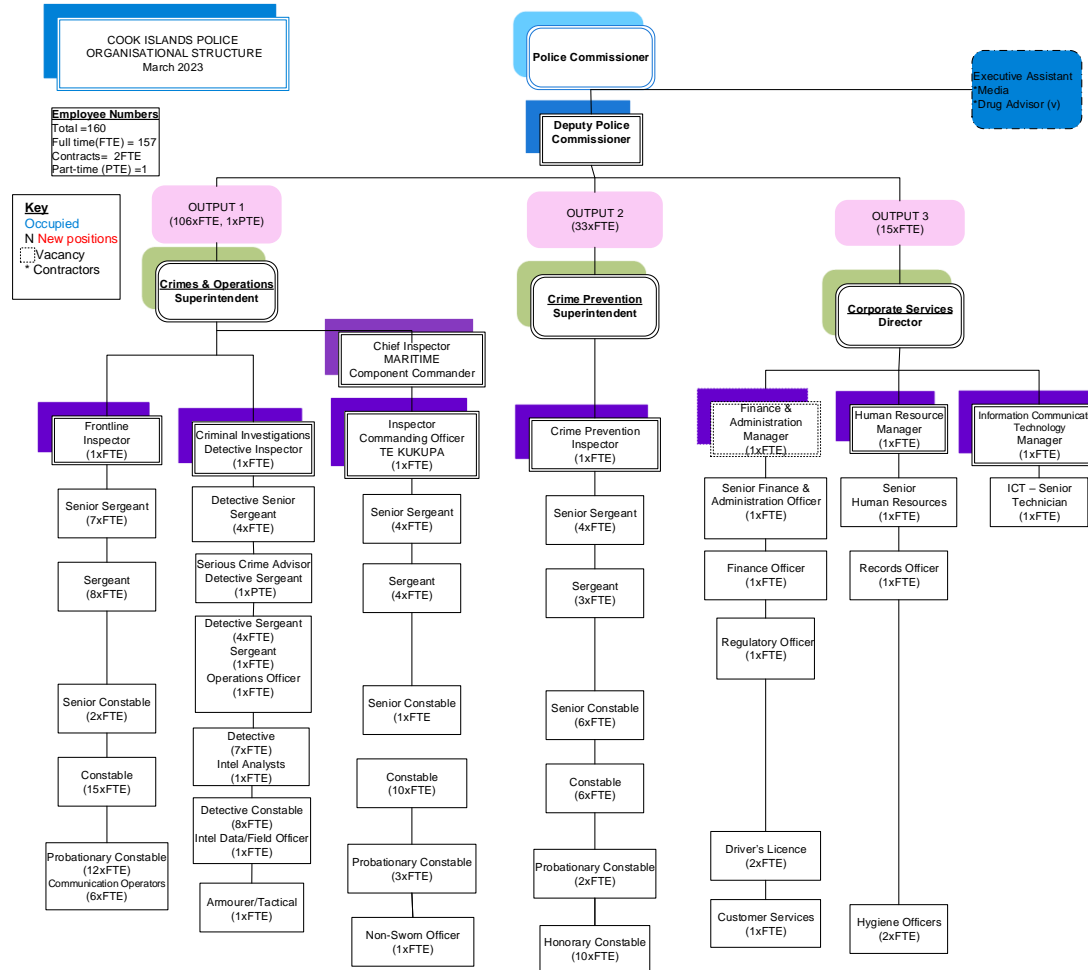 COOK ISLANDS POLICE
ORGANISATIONAL STRUCTURE
March 2023
Police Commissioner
Executive Assistant
*Media
*Drug Advisor (v)
Employee Numbers
Total =160
Full time(FTE) = 157
Contracts= 2FTE
Part-time (PTE) =1
Deputy Police
Commissioner
Key
Occupied
N New positions
Vacancy
* Contractors
OUTPUT 1
(106xFTE, 1xPTE)
OUTPUT 2
(33xFTE)
OUTPUT 3
(15xFTE)
Crimes & Operations
Superintendent
Crime Prevention
Superintendent
Corporate Services
Director
Chief Inspector
MARITIME
Component Commander
Frontline
Inspector
(1xFTE)
Criminal Investigations
Detective Inspector
(1xFTE)
Inspector
Commanding Officer
TE KUKUPA
(1xFTE)
Crime Prevention
Inspector
(1xFTE)
Finance &
Administration
Manager
(1xFTE)
Human Resource
Manager
(1xFTE)
Information Communicat
Technology
Manager
(1xFTE)
Senior Sergeant
(7xFTE)
Detective Senior
Sergeant
(4xFTE)
Senior Sergeant
(4xFTE)
Senior Sergeant
(4xFTE)
Senior Finance &
Administration Officer
(1xFTE)
Senior
Human Resources
(1xFTE)
ICT – Senior
Technician
(1xFTE)
Sergeant
(8xFTE)
Serious Crime Advisor
Detective Sergeant
(1xPTE)
Sergeant
(4xFTE)
Sergeant
(3xFTE)
Finance Officer
(1xFTE)
Records Officer
(1xFTE)
Detective Sergeant
(4xFTE)
Sergeant
(1xFTE)
Operations Officer
(1xFTE)
Regulatory Officer
(1xFTE)
Senior Constable
(2xFTE)
Senior Constable
(1xFTE
Senior Constable
(6xFTE)
Detective
(7xFTE)
Intel Analysts
(1xFTE)
Constable
(15xFTE)
Constable
(10xFTE)
Constable
(6xFTE)
Detective Constable
(8xFTE)
Intel Data/Field Officer
(1xFTE)
Probationary Constable
(12xFTE)
Communication Operators
(6xFTE)
Probationary Constable
(3xFTE)
Probationary Constable
(2xFTE)
Driver's Licence
(2xFTE)
Armourer/Tactical
(1xFTE)
Non-Sworn Officer
(1xFTE)
Honorary Constable
(10xFTE)
Customer Services
(1xFTE)
Hygiene Officers
(2xFTE)